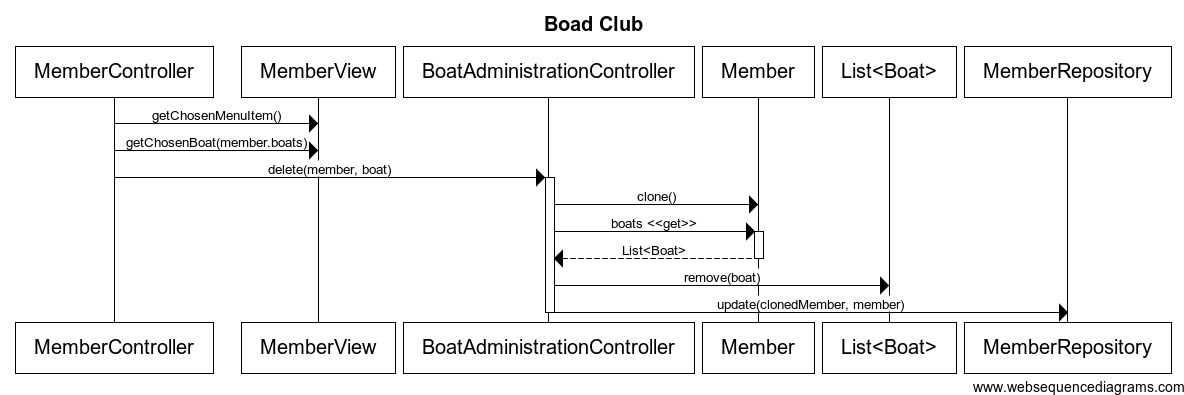 Boad Club
MemberController
MemberView
BoatAdministrationController
Member
List<Boat>
MemberRepository
getChosenMenuItem()
getChosenBoat(member.boats)
delete(member, boat)
clone()
boats <<get>>
List<Boat>
remove(boat)
update(clonedMember, member)
MemberController
MemberView
BoatAdministrationController
Member
List<Boat>
MemberRepository
www.websequencediagrams.com